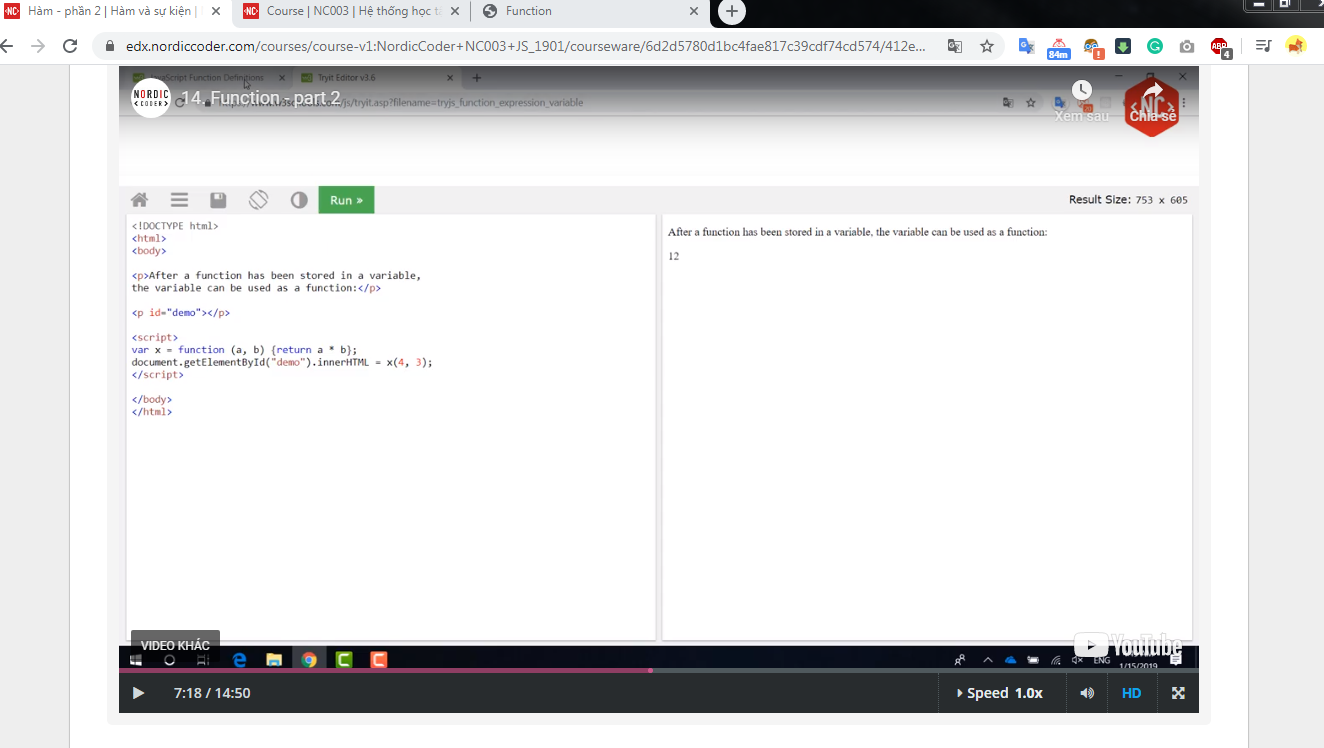 Hàm - phần 2 | Hàm và sự kiện |
Course | NC003 | Hệ thống học t
Function
edx.nordiccoder.com/courses/course-v1:NordicCoder+NC003+JS_1901/courseware/6d2d5780d1bc4fae817c39cdf74cd574/412e...
84m
4
JavaScript Function Definitions
Tryit Editor v3.6
NORDIC
< CODER >
14. Function - part 2
/js/tryit.asp?filename=tryjs_function_expression_variable
Xem sau
Chia sẻ
<NC>
Run »
Result Size: 753 x 605
<!DOCTYPE html>
<html>
<body>
<p>After a function has been stored in a variable,
the variable can be used as a function:</p>
<p id="demo"></p>
<script>
var x = function (a, b) {return a * b};
document.getElementById("demo").innerHTML = x(4, 3);
</script>
</body>
</html>
After a function has been stored in a variable, the variable can be used as a function:
12
VIDEO KHÁC
YouTube
ENG
1/15/2019
7:18 / 14:50
Speed 1.0x
HD